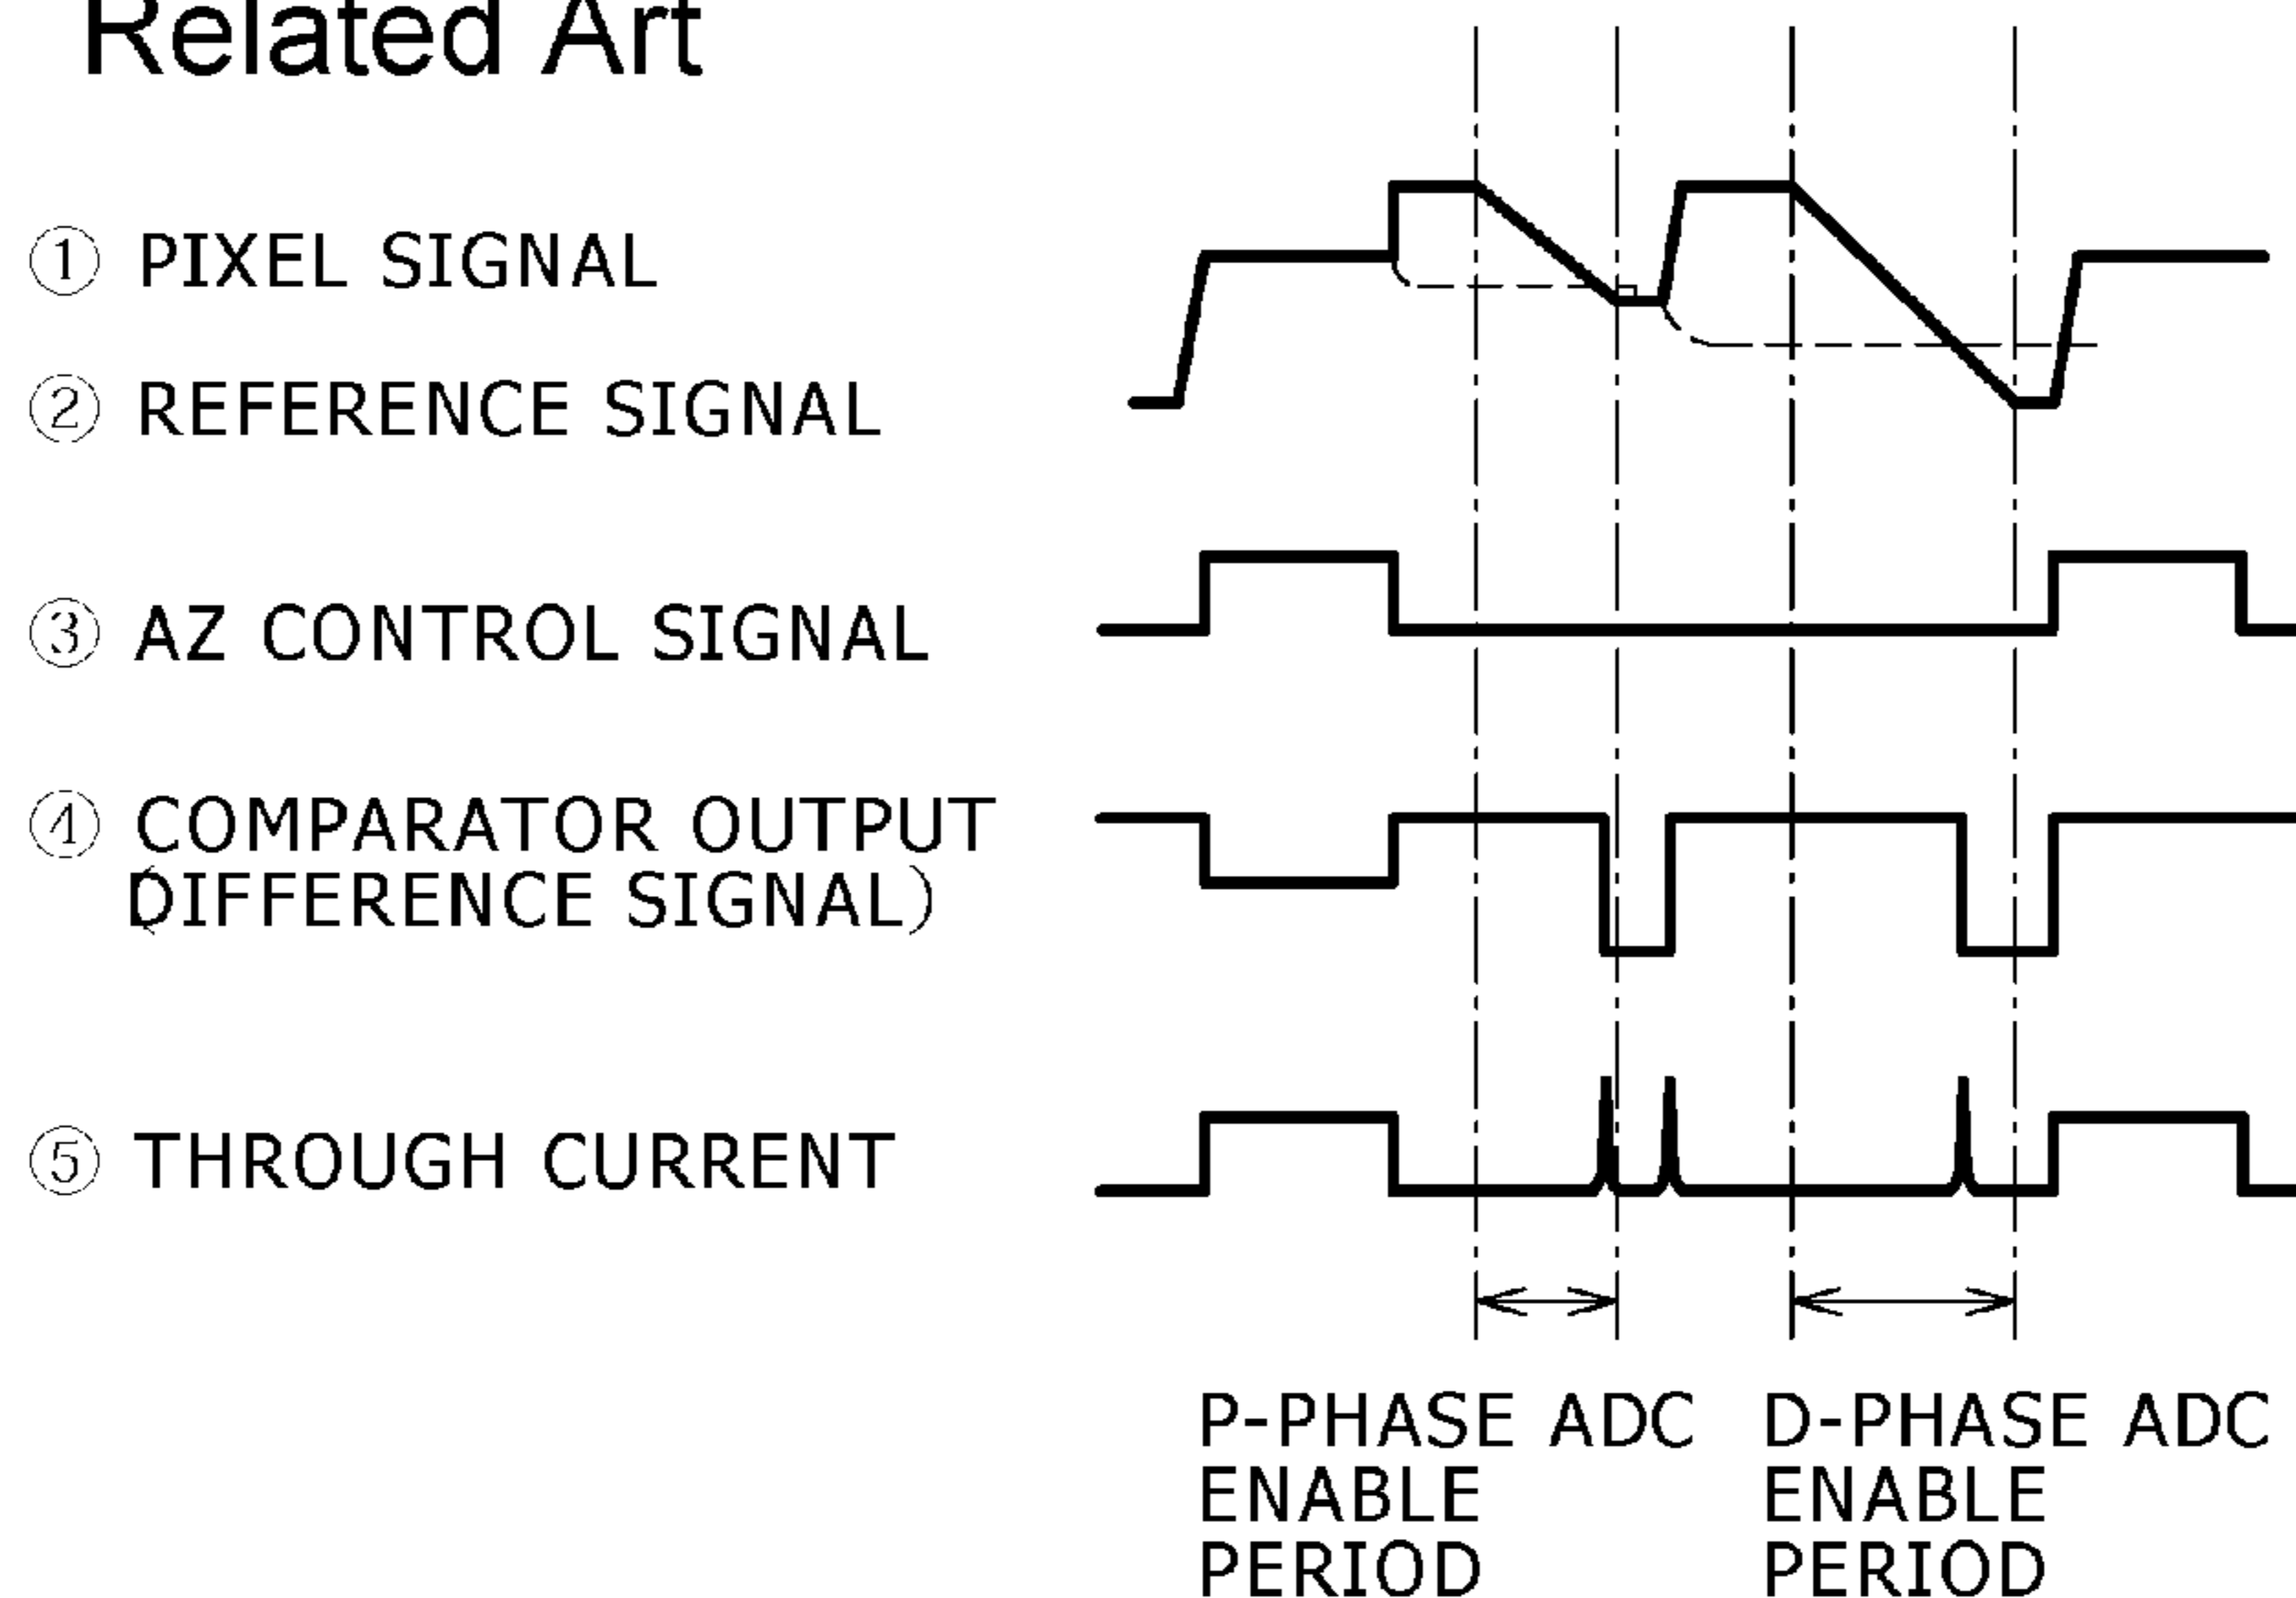 Related Art
① PIXEL SIGNAL
② REFERENCE SIGNAL
③ AZ CONTROL SIGNAL
④ COMPARATOR OUTPUT
(DIFFERENCE SIGNAL)
⑤ THROUGH CURRENT
P-PHASE ADC
ENABLE
PERIOD
D-PHASE ADC
ENABLE
PERIOD